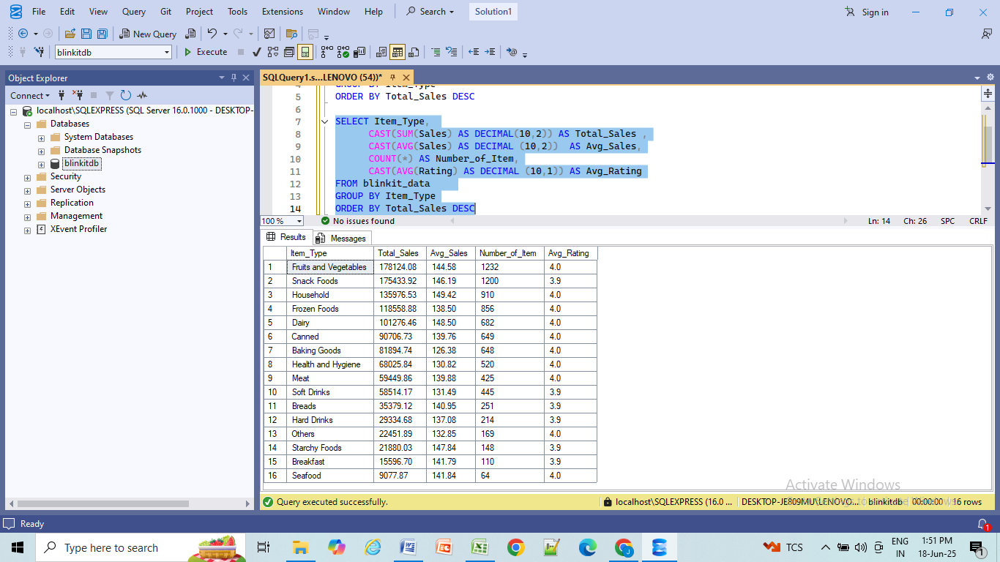 File Edit View Query Git Project Tools Extensions Window Help Search Solution1 Sign in
New Query
blinkitdb Execute
Object Explorer
Connect
localhost\SQLEXPRESS (SQL Server 16.0.1000 - DESKTOP-
Databases
System Databases
Database Snapshots
blinkitdb
Security
Server Objects
Replication
Management
XEvent Profiler
SQLQuery1.s...LENOVO (54))*
4 GROUP BY Item_Type
5 ORDER BY Total_Sales DESC
6
7 SELECT Item_Type,
8 CAST(SUM(Sales) AS DECIMAL(10,2)) AS Total_Sales ,
9 CAST(AVG(Sales) AS DECIMAL (10,2)) AS Avg_Sales,
10 COUNT(*) AS Number_of_Item,
11 CAST(AVG(Rating) AS DECIMAL (10,1)) AS Avg_Rating
12 FROM blinkit_data
13 GROUP BY Item_Type
14 ORDER BY Total_Sales DESC
100 % No issues found Ln: 14 Ch: 26 SPC CRLF
Results Messages
Item_Type Total_Sales Avg_Sales Number_of_Item Avg_Rating
1 Fruits and Vegetables 178124.08 144.58 1232 4.0
2 Snack Foods 175433.92 146.19 1200 3.9
3 Household 135976.53 149.42 910 4.0
4 Frozen Foods 118558.88 138.50 856 4.0
5 Dairy 101276.46 148.50 682 4.0
6 Canned 90706.73 139.76 649 4.0
7 Baking Goods 81894.74 126.38 648 4.0
8 Health and Hygiene 68025.84 130.82 520 4.0
9 Meat 59449.86 139.88 425 4.0
10 Soft Drinks 58514.17 131.49 445 3.9
11 Breads 35379.12 140.95 251 3.9
12 Hard Drinks 29334.68 137.08 214 3.9
13 Others 22451.89 132.85 169 4.0
14 Starchy Foods 21880.03 147.84 148 3.9
15 Breakfast 15596.70 141.79 110 3.9
16 Seafood 9077.87 141.84 64 4.0
Activate Windows
Query executed successfully. localhost\SQLEXPRESS (16.0 ... DESKTOP-JE809MU\LENOVO... blinkitdb 00:00:00 16 rows
Ready 1
Type here to search TCS ENG IN 1:51 PM 18-Jun-25 1